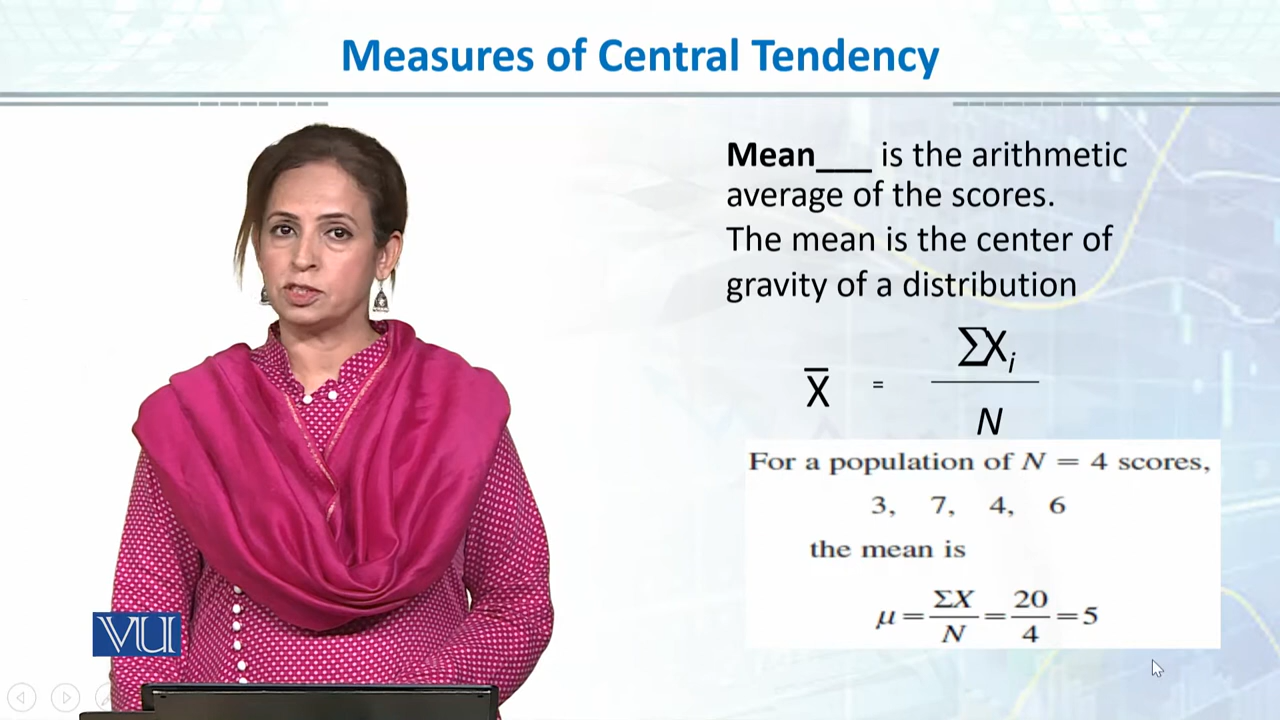 Measures of Central Tendency
Mean___ is the arithmetic
average of the scores.
The mean is the center of
gravity of a distribution
X̅ = ΣXᵢ / N
For a population of N = 4 scores,
3, 7, 4, 6
the mean is
μ = ΣX / N = 20 / 4 = 5
VU